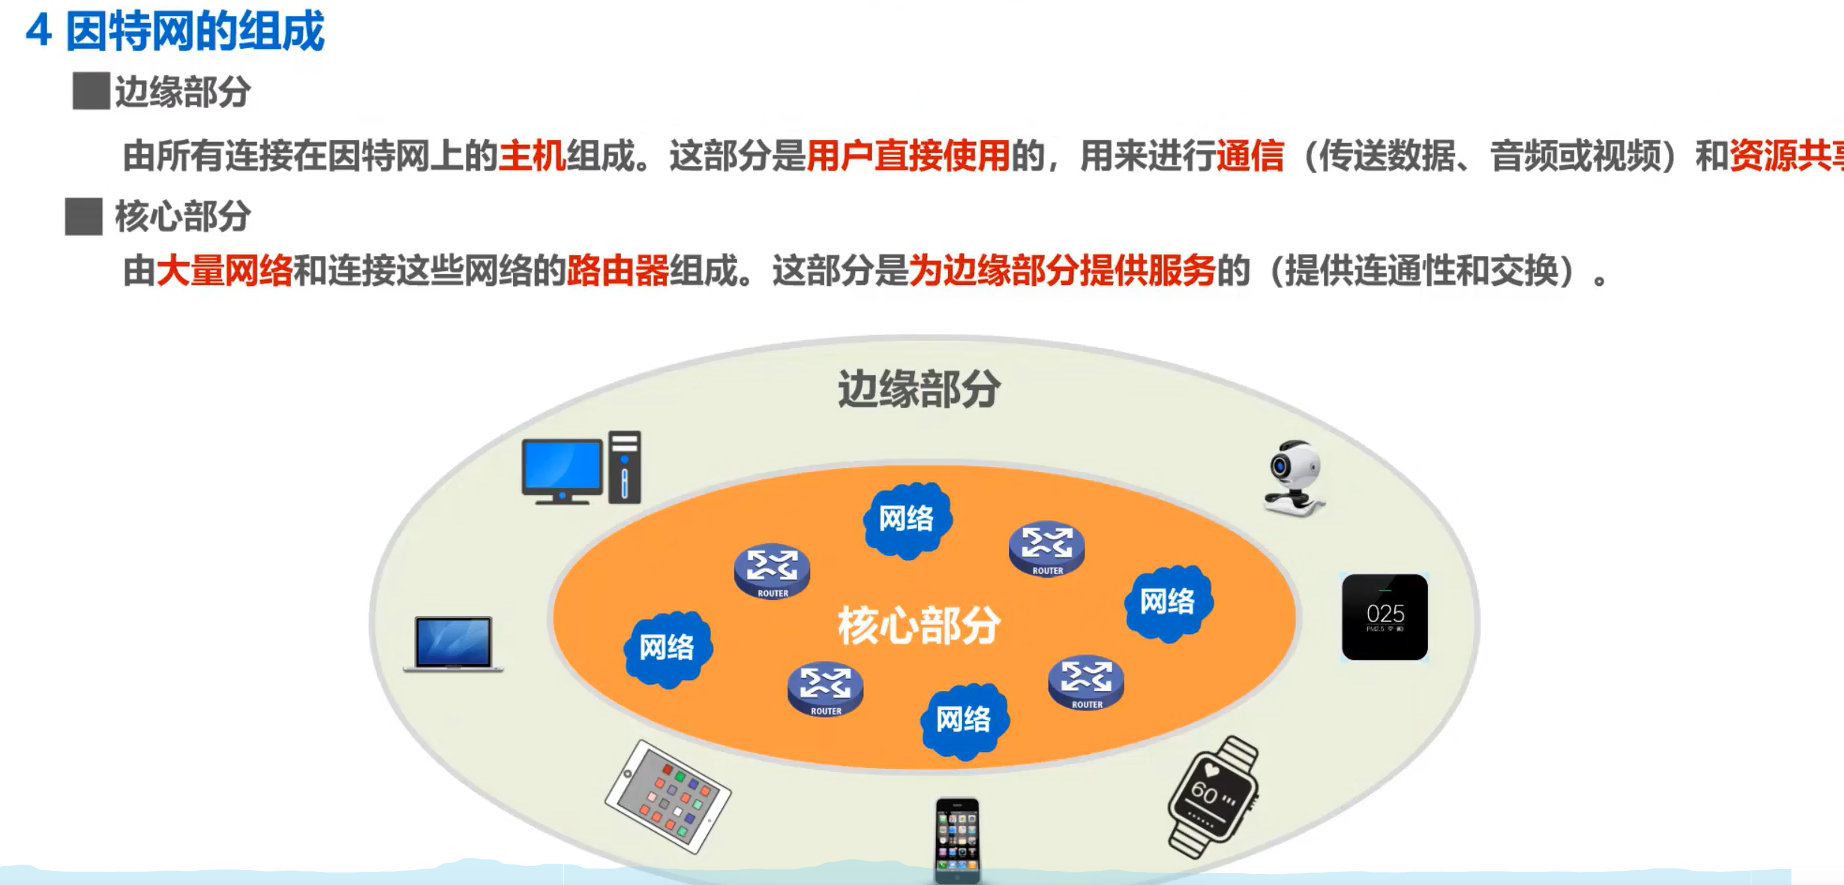 4 因特网的组成
边缘部分
由所有连接在因特网上的主机组成。这部分是用户直接使用的，用来进行通信（传送数据、音频或视频）和资源共
核心部分
由大量网络和连接这些网络的路由器组成。这部分是为边缘部分提供服务的（提供连通性和交换）。
边缘部分
网络
ROUTER
ROUTER
网络
025
PM2.5
核心部分
网络
ROUTER
ROUTER
网络
60